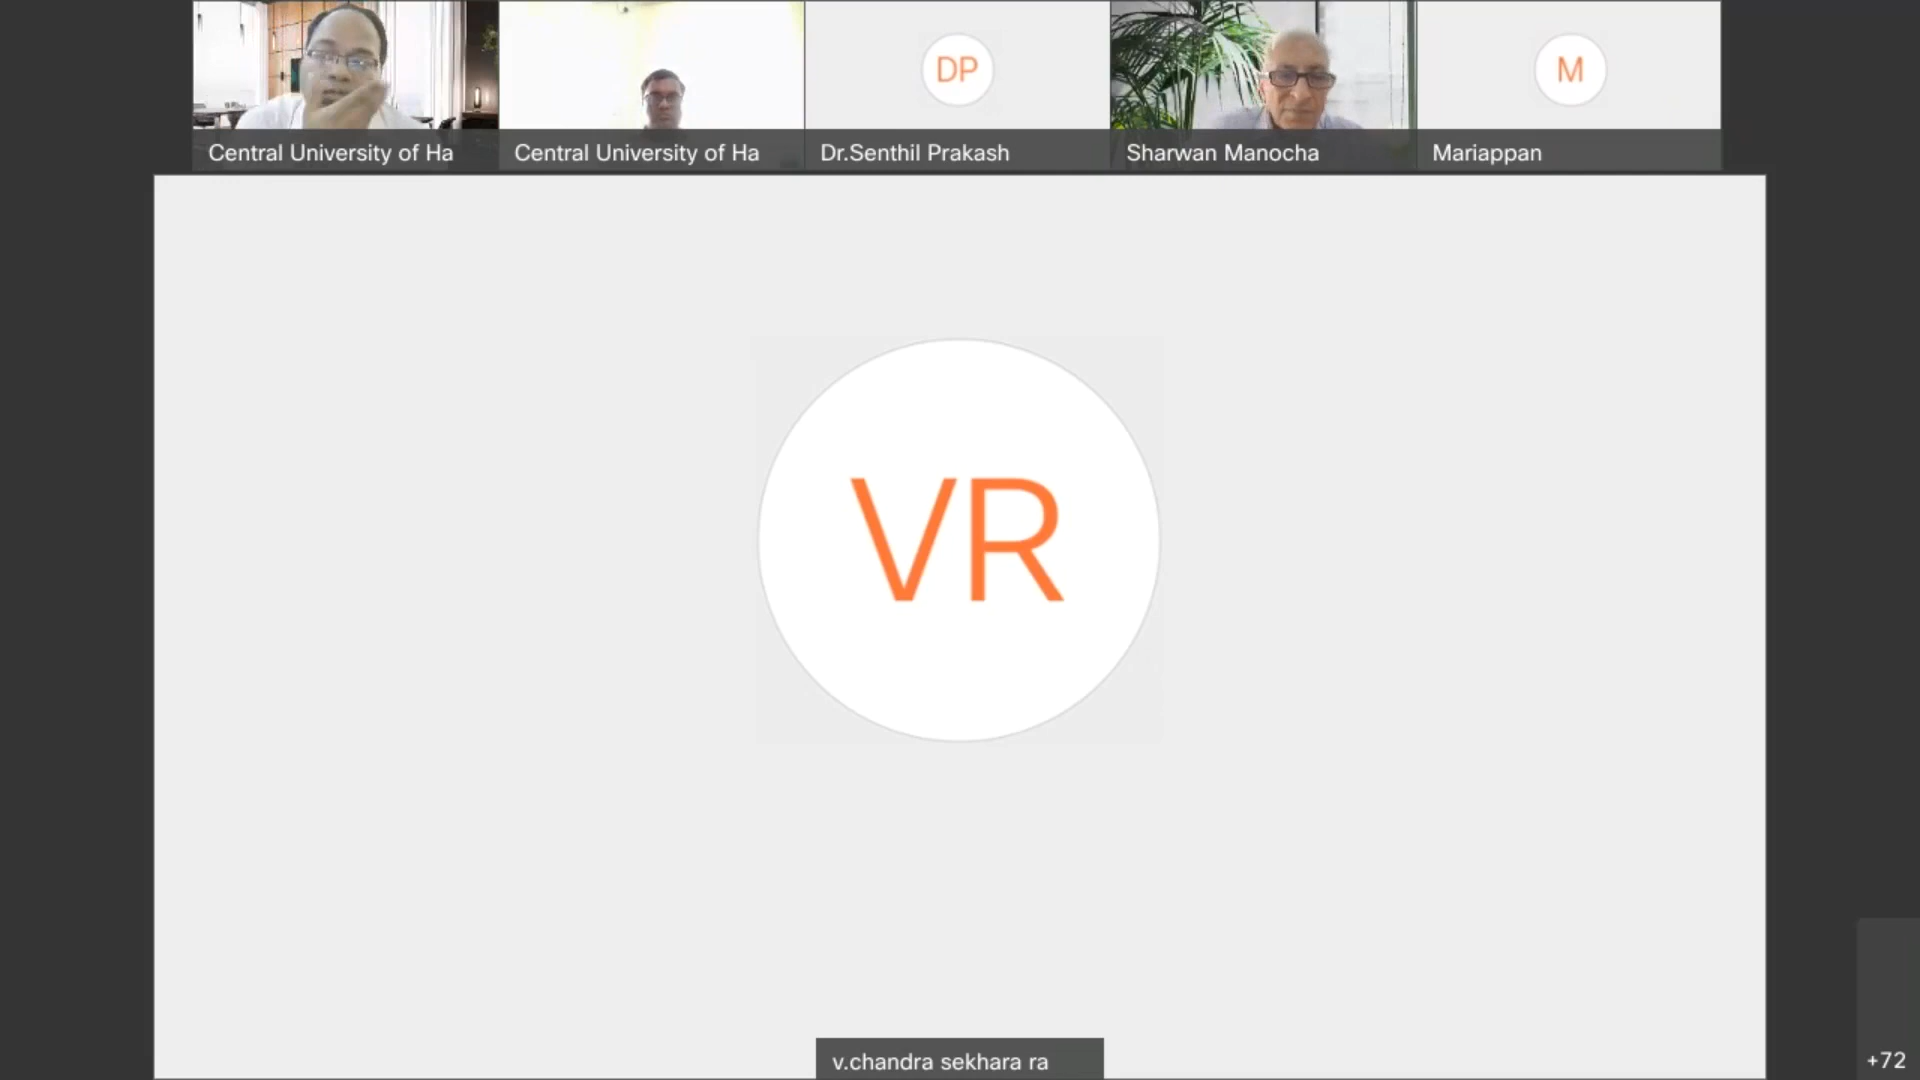 DP
M
Central University of Ha
Central University of Ha
Dr.Senthil Prakash
Sharwan Manocha
Mariappan
VR
v.chandra sekhara ra
+72